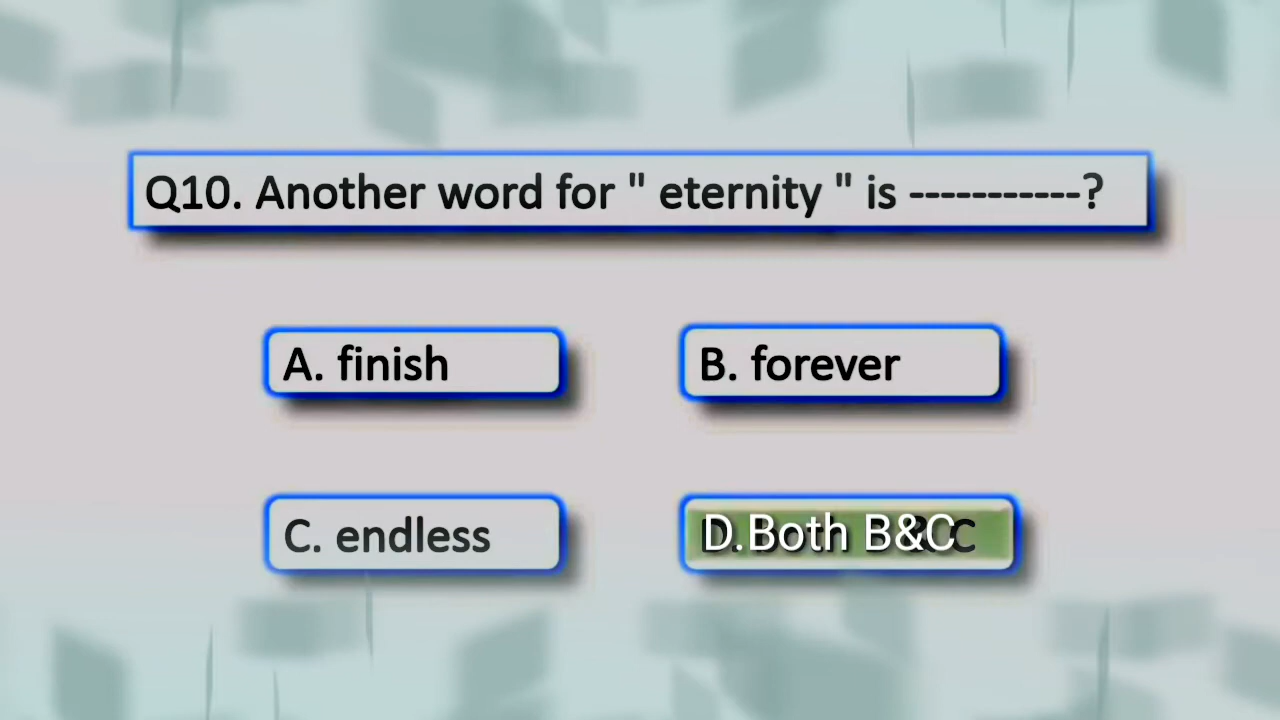 Q10. Another word for " eternity " is -----------?
A. finish
B. forever
C. endless
D.Both B&C